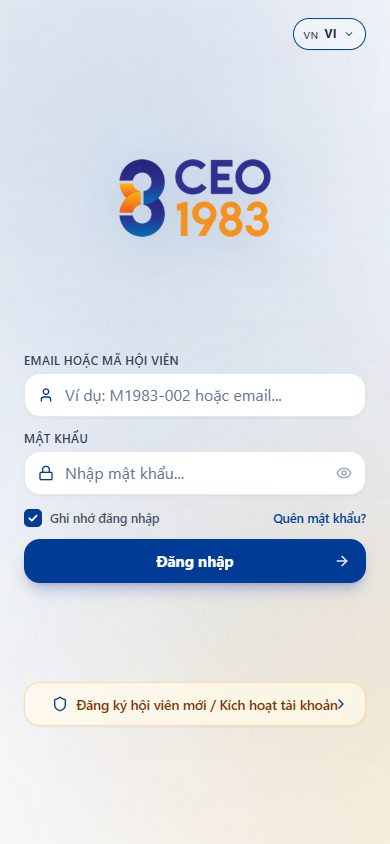 VN VI
CEO
1983
EMAIL HOẶC MÃ HỘI VIÊN
Ví dụ: M1983-002 hoặc email...
MẬT KHẨU
Nhập mật khẩu...
Ghi nhớ đăng nhập
Quên mật khẩu?
Đăng nhập
Đăng ký hội viên mới / Kích hoạt tài khoản